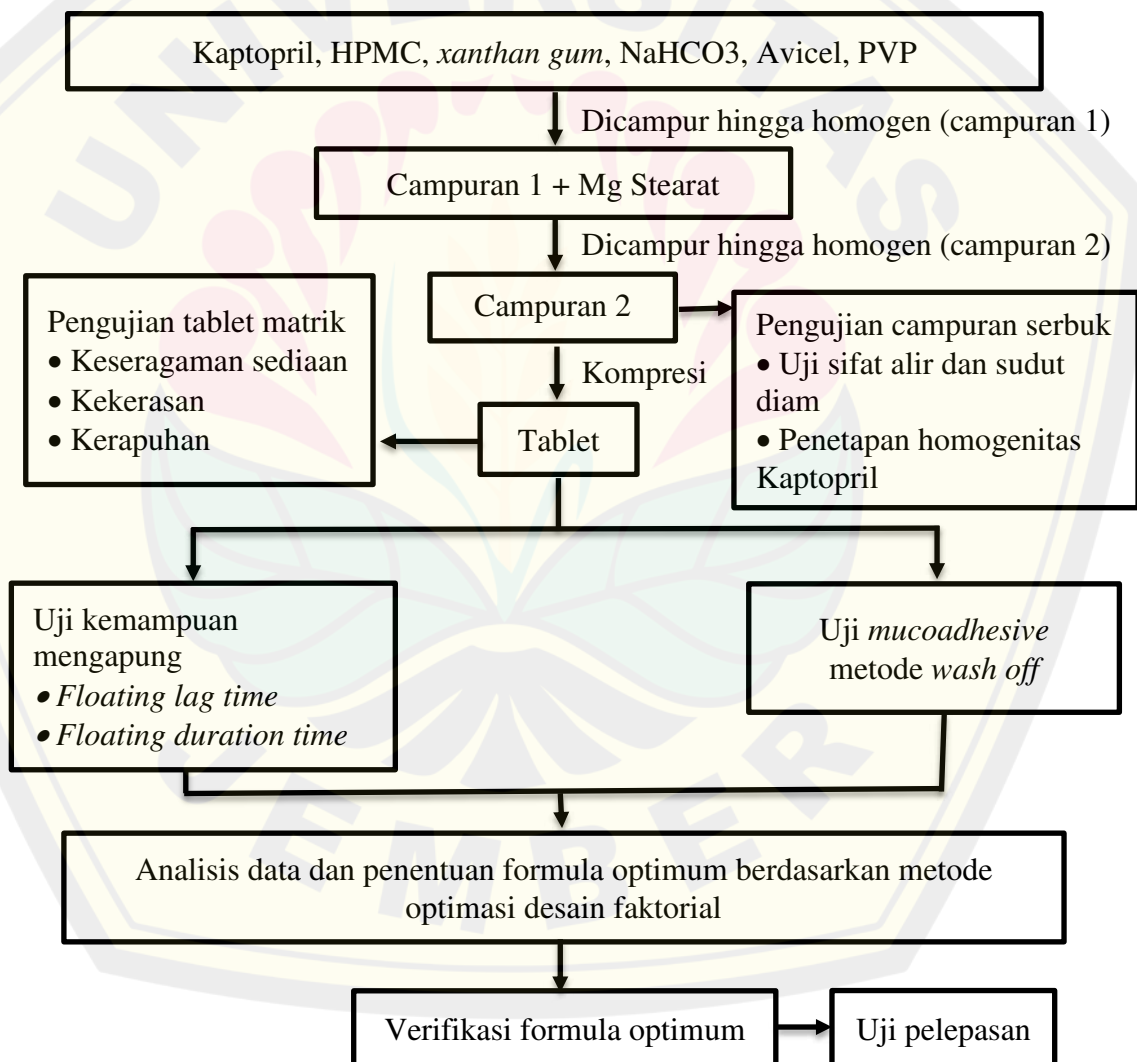 Kaptopril, HPMC, xanthan gum, NaHCO3, Avicel, PVP
Dicampur hingga homogen (campuran 1)
Campuran 1 + Mg Stearat
Dicampur hingga homogen (campuran 2)
Campuran 2
Pengujian tablet matrik
• Keseragaman sediaan
• Kekerasan
• Kerapuhan
Pengujian campuran serbuk
• Uji sifat alir dan sudut
diam
• Penetapan homogenitas
Kaptopril
Kompresi
Tablet
Uji kemampuan
mengapung
• Floating lag time
• Floating duration time
Uji mucoadhesive
metode wash off
Analisis data dan penentuan formula optimum berdasarkan metode
optimasi desain faktorial
Verifikasi formula optimum
Uji pelepasan
UNIVERSITAS
JEMBER